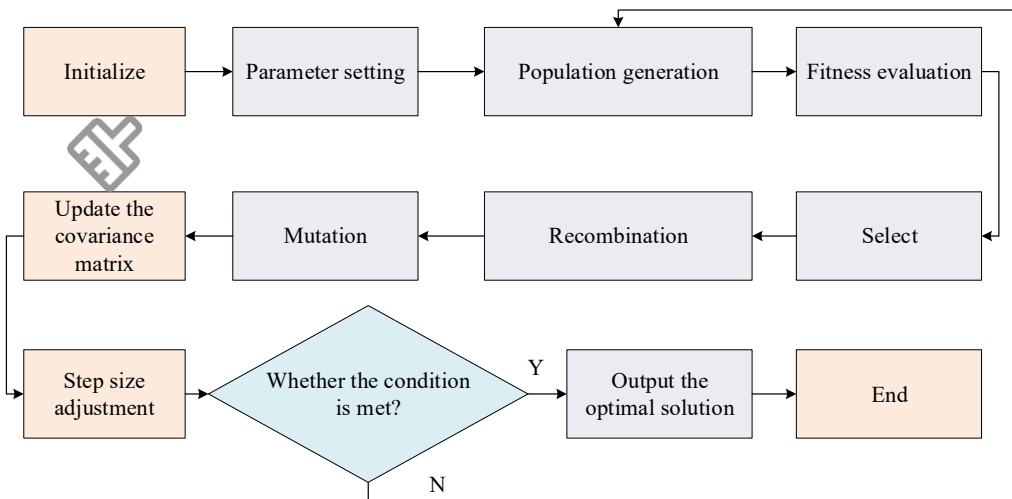 Initialize
Parameter setting
Population generation
Fitness evaluation
Update the
covariance
matrix
Mutation
Recombination
Select
Step size
adjustment
Whether the condition
is met?
Y
Output the
optimal solution
End
N